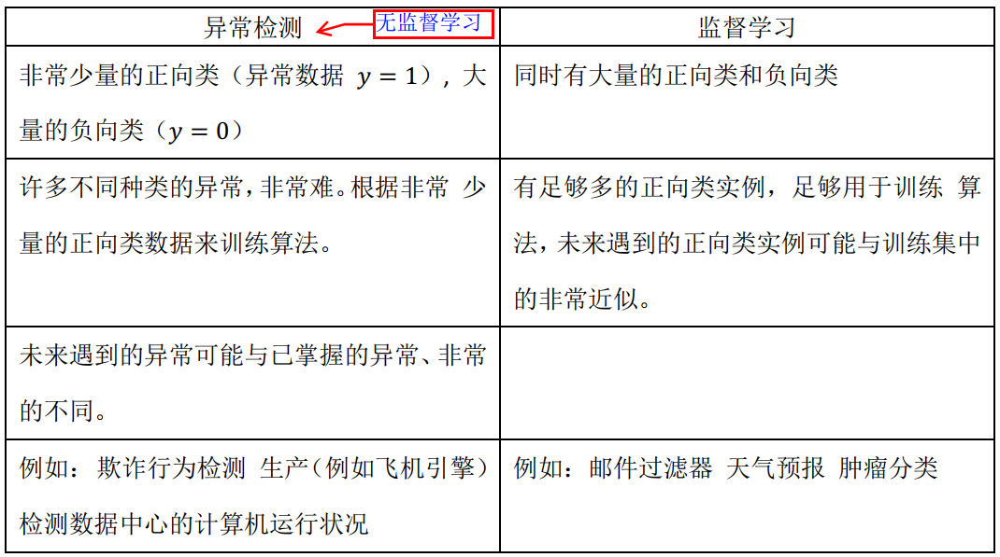 异常检测
无监督学习
监督学习
非常少量的正向类（异常数据 y = 1）, 大
量的负向类（y = 0）
同时有大量的正向类和负向类
许多不同种类的异常，非常难。根据非常 少
量的正向类数据来训练算法。
有足够多的正向类实例，足够用于训练 算
法，未来遇到的正向类实例可能与训练集中
的非常近似。
未来遇到的异常可能与已掌握的异常、非常
的不同。
例如： 欺诈行为检测 生产（例如飞机引擎）
检测数据中心的计算机运行状况
例如：邮件过滤器 天气预报 肿瘤分类